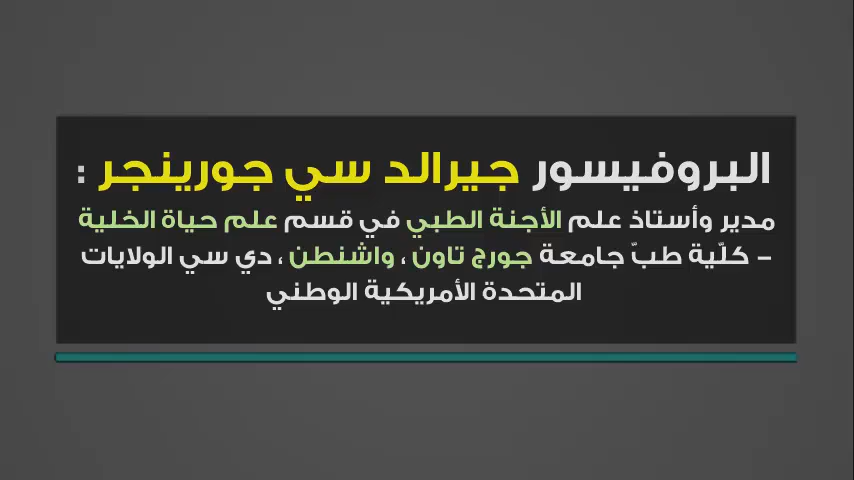 البروفيسور جيرالد سي جورينجر :
مدير وأستاذ علم الأجنة الطبي في قسم علم حياة الخلية
– كلّية طبّ جامعة جورج تاون ، واشنطن ، دي سي الولايات
المتحدة الأمريكية الوطني